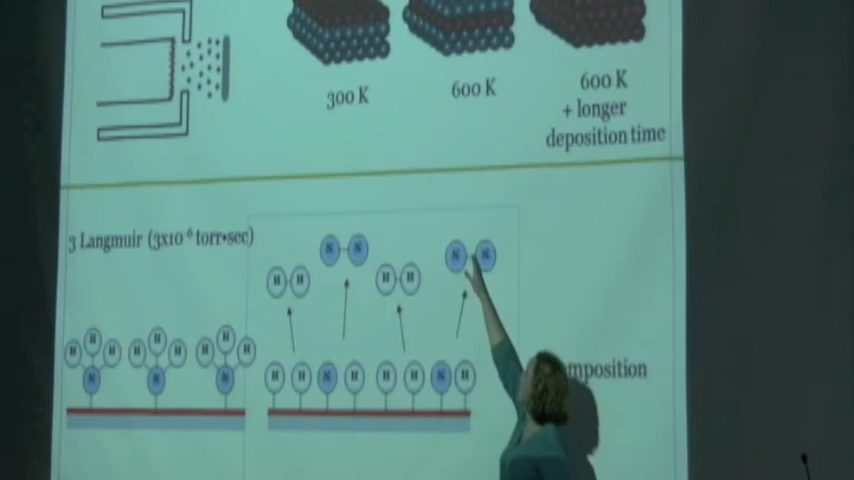 300 K
600 K
600 K
+ longer
deposition time
3 Langmuir (3x10⁻⁶ torr•sec)
N N
N N
H H
H H
H H H
H H H
H H H
N
N
N
H H N H H H N H
mposition